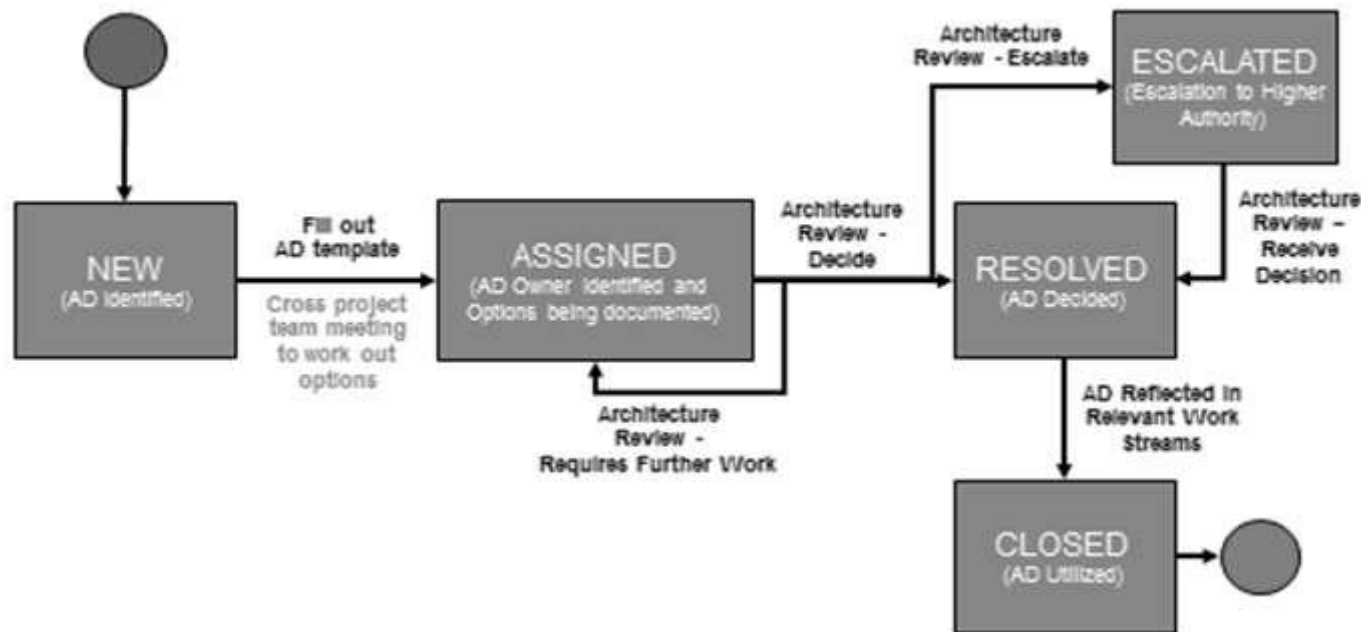 Architecture
Review - Escalate
ESCALATED
(Escalation to Higher
Authority)
NEW
(AD Identified)
Fill out
AD template
Cross project
team meeting
to work out
options
ASSIGNED
(AD Owner Identified and
Options being documented)
Architecture
Review -
Decide
RESOLVED
(AD Decided)
Architecture
Review –
Receive
Decision
Architecture
Review -
Requires Further Work
AD Reflected in
Relevant Work
Streams
CLOSED
(AD Utilized)